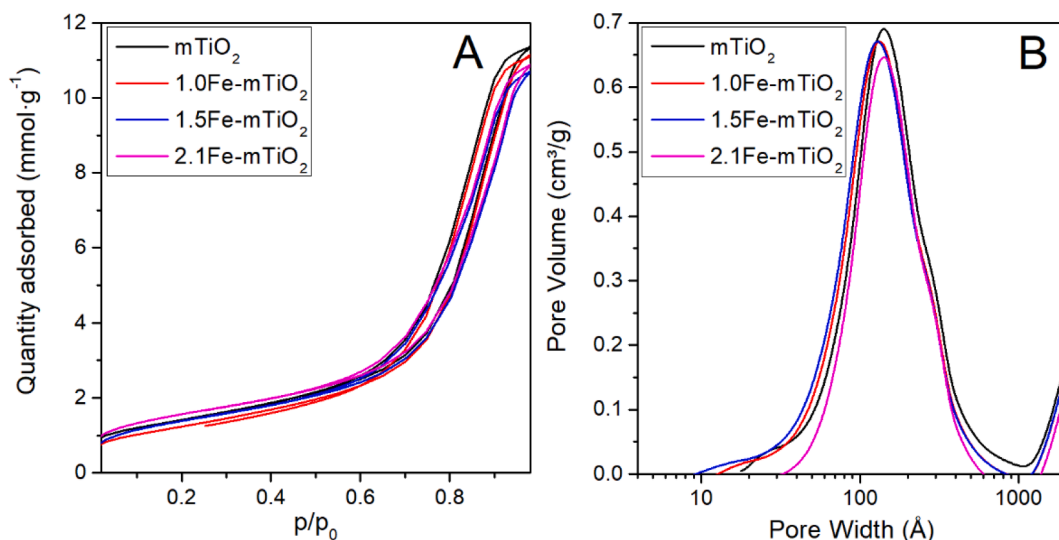 A
mTiO₂
1.0Fe-mTiO₂
1.5Fe-mTiO₂
2.1Fe-mTiO₂
Quantity adsorbed (mmol·g⁻¹)
12
10
8
6
4
2
0
0.2
0.4
0.6
0.8
p/p₀
B
mTiO₂
1.0Fe-mTiO₂
1.5Fe-mTiO₂
2.1Fe-mTiO₂
Pore Volume (cm³/g)
0.7
0.6
0.5
0.4
0.3
0.2
0.1
0.0
10
100
1000
Pore Width (Å)